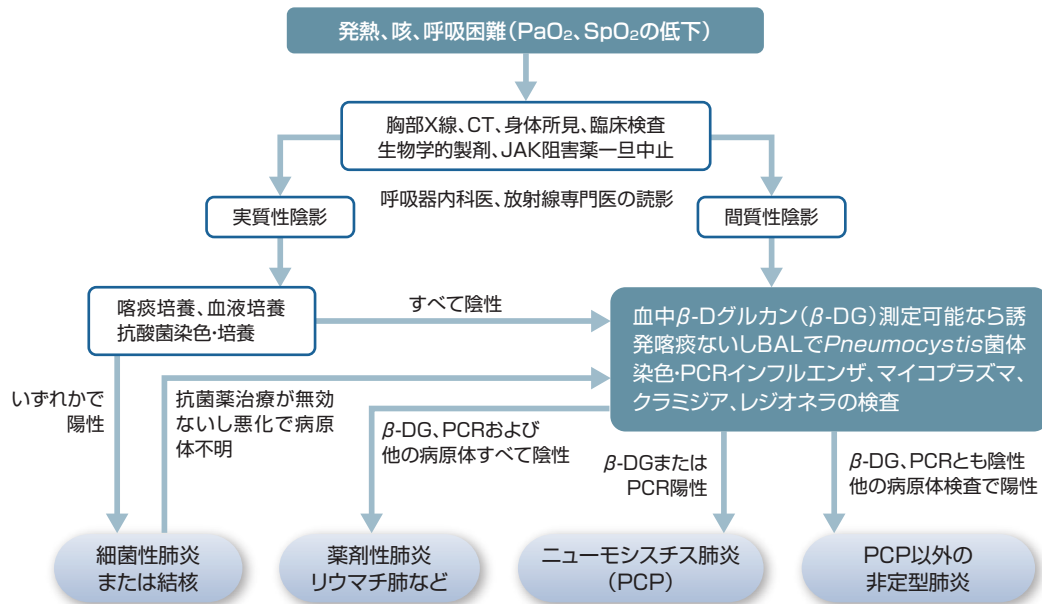 発熱、咳、呼吸困難（PaO₂、SpO₂の低下）
胸部X線、CT、身体所見、臨床検査
生物学的製剤、JAK阻害薬一旦中止
呼吸器内科医、放射線専門医の読影
実質性陰影
間質性陰影
喀痰培養、血液培養
抗酸菌染色・培養
すべて陰性
血中β-Dグルカン（β-DG）測定可能なら誘
発喀痰ないしBALでPneumocystis菌体
染色・PCRインフルエンザ、マイコプラズマ、
クラミジア、レジオネラの検査
いずれかで
陽性
抗菌薬治療が無効
ないし悪化で病原
体不明
β-DG、PCRおよび
他の病原体すべて陰性
β-DGまたは
PCR陽性
β-DG、PCRとも陰性
他の病原体検査で陽性
細菌性肺炎
または結核
薬剤性肺炎
リウマチ肺など
ニューモシスチス肺炎
（PCP）
PCP以外の
非定型肺炎